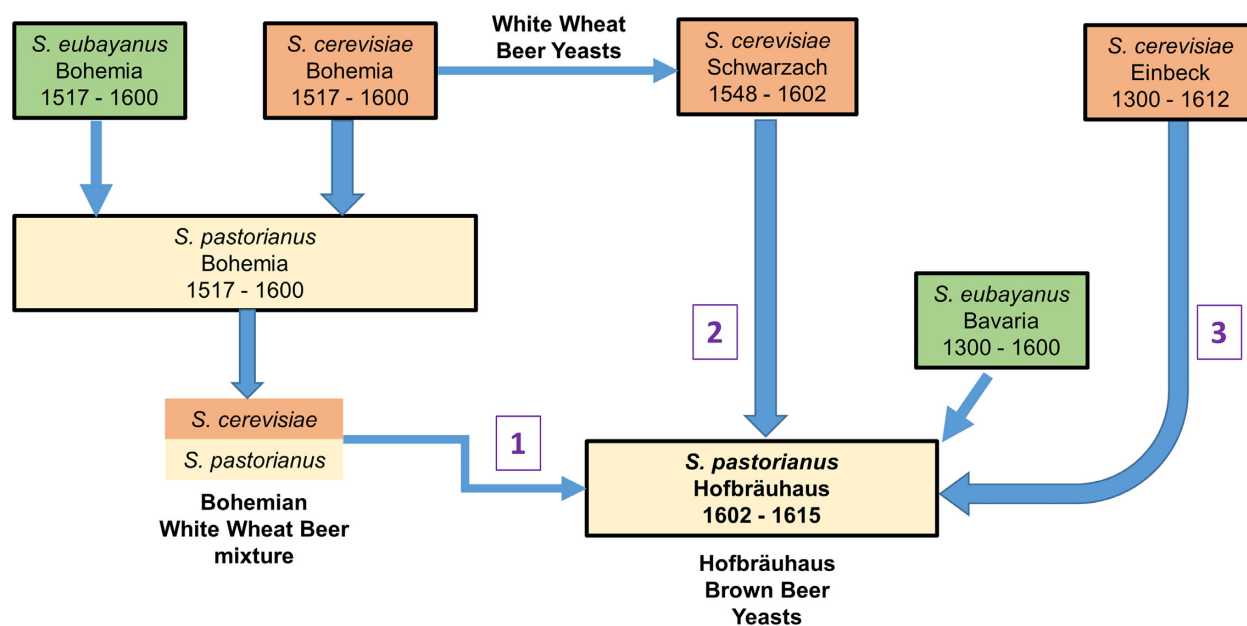 S. eubayanus
Bohemia
1517 - 1600
S. cerevisiae
Bohemia
1517 - 1600
White Wheat
Beer Yeasts
S. cerevisiae
Schwarzach
1548 - 1602
S. cerevisiae
Einbeck
1300 - 1612
S. pastorianus
Bohemia
1517 - 1600
S. eubayanus
Bavaria
1300 - 1600
2
3
S. cerevisiae
S. pastorianus
1
Bohemian
White Wheat Beer
mixture
S. pastorianus
Hofbräuhaus
1602 - 1615
Hofbräuhaus
Brown Beer
Yeasts